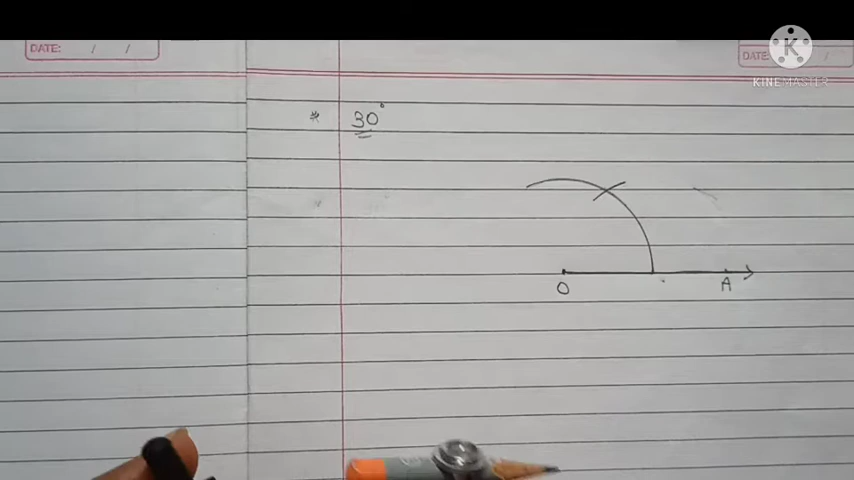 DATE: / /
DATE: /
KINEMASTER
* 30°
O A